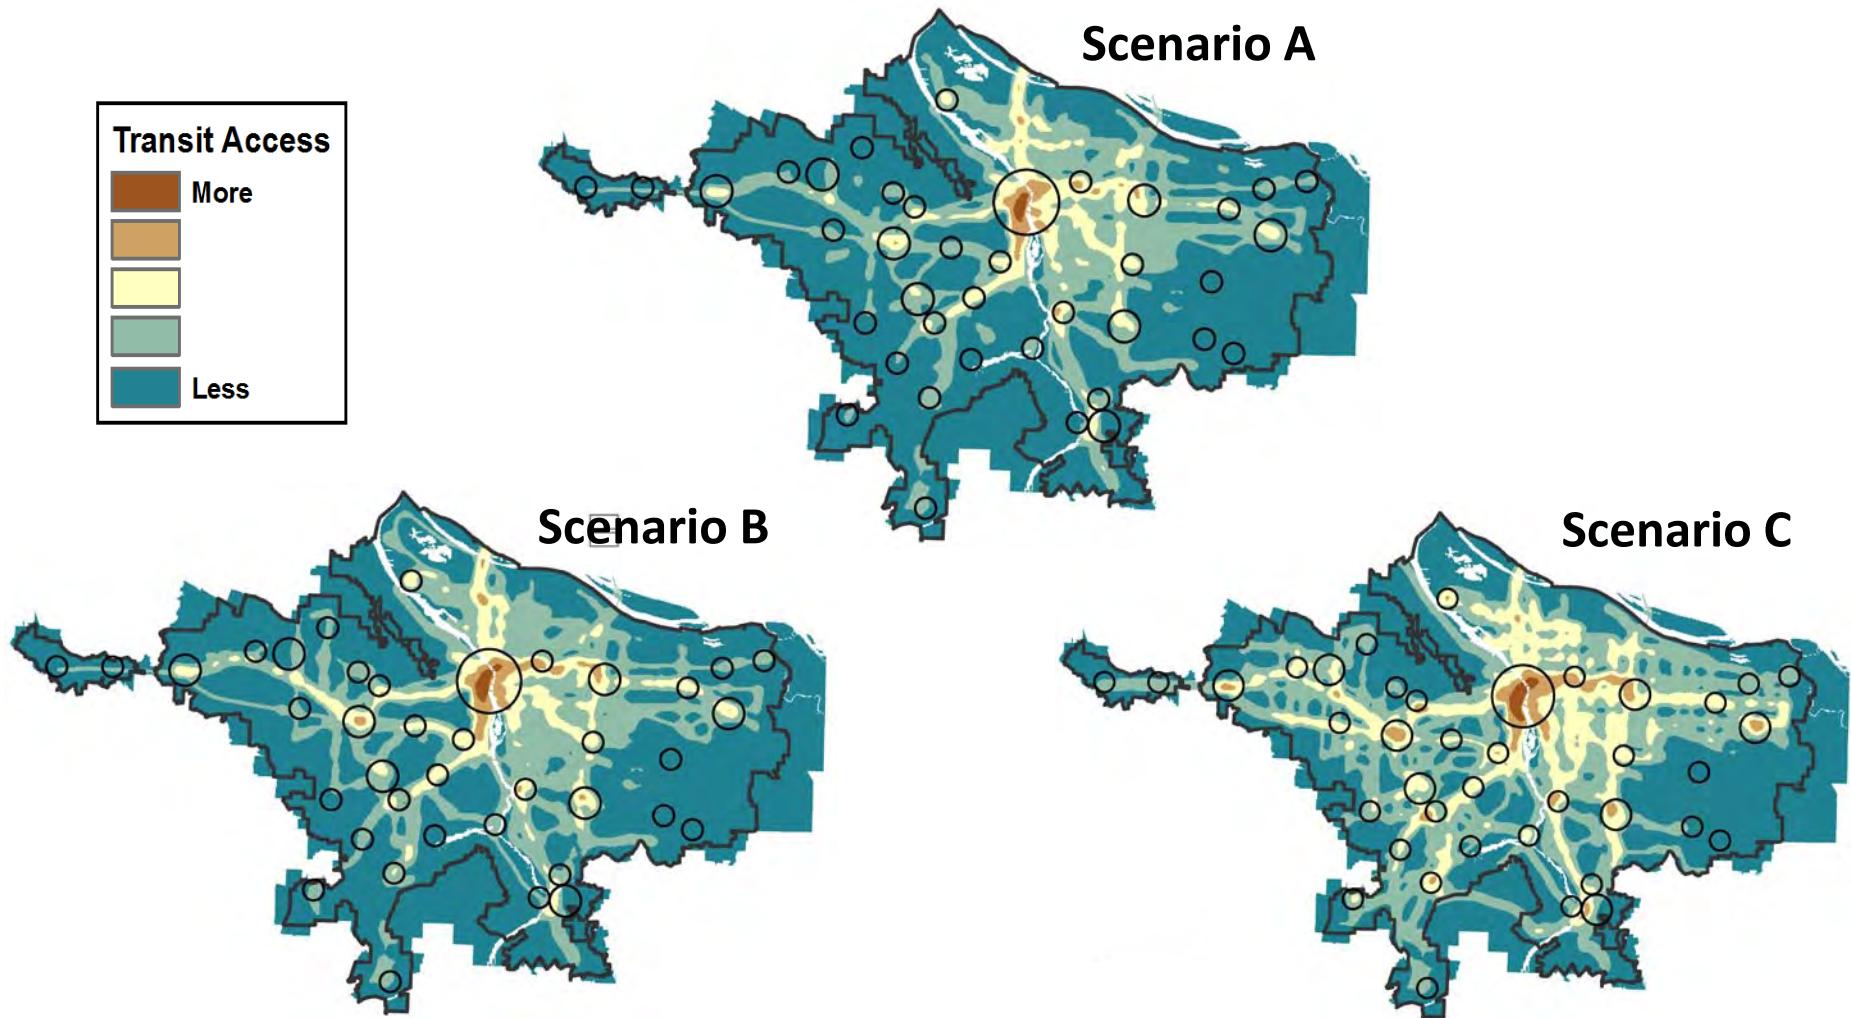 Scenario A
Transit Access
More
Less
Scenario B
Scenario C